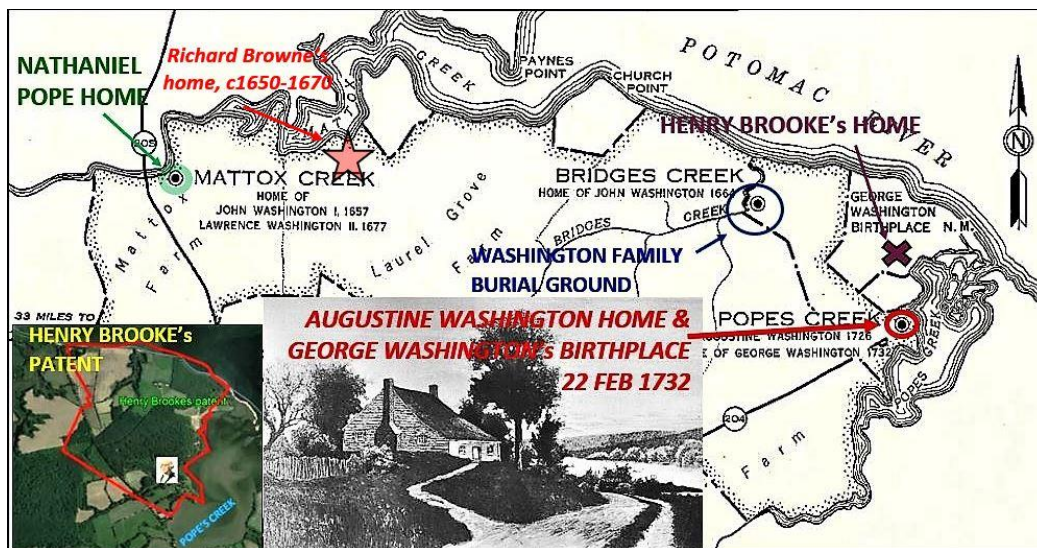 NATHANIEL
POPE HOME
Richard Browne's
home, c1650-1670
MATTOX
CREEK
PAYNES
POINT
CHURCH
POINT
POTOMAC RIVER
HENRY BROOKE's HOME
N
205
MATTOX CREEK
HOME OF
JOHN WASHINGTON I, 1657
LAWRENCE WASHINGTON II. 1677
BRIDGES CREEK
HOME OF JOHN WASHINGTON 1664
GEORGE
WASHINGTON
BIRTHPLACE N.M.
Mattox
Farm
Laurel Grove
Farm
BRIDGES CREEK
WASHINGTON FAMILY
BURIAL GROUND
33 MILES TO
HENRY BROOKE's
PATENT
Henry Brookes patent
POPE'S CREEK
AUGUSTINE WASHINGTON HOME &
GEORGE WASHINGTON's BIRTHPLACE
22 FEB 1732
POPES CREEK
AUGUSTINE WASHINGTON 1726
OF GEORGE WASHINGTON 1732
POPES CREEK
204
Farm